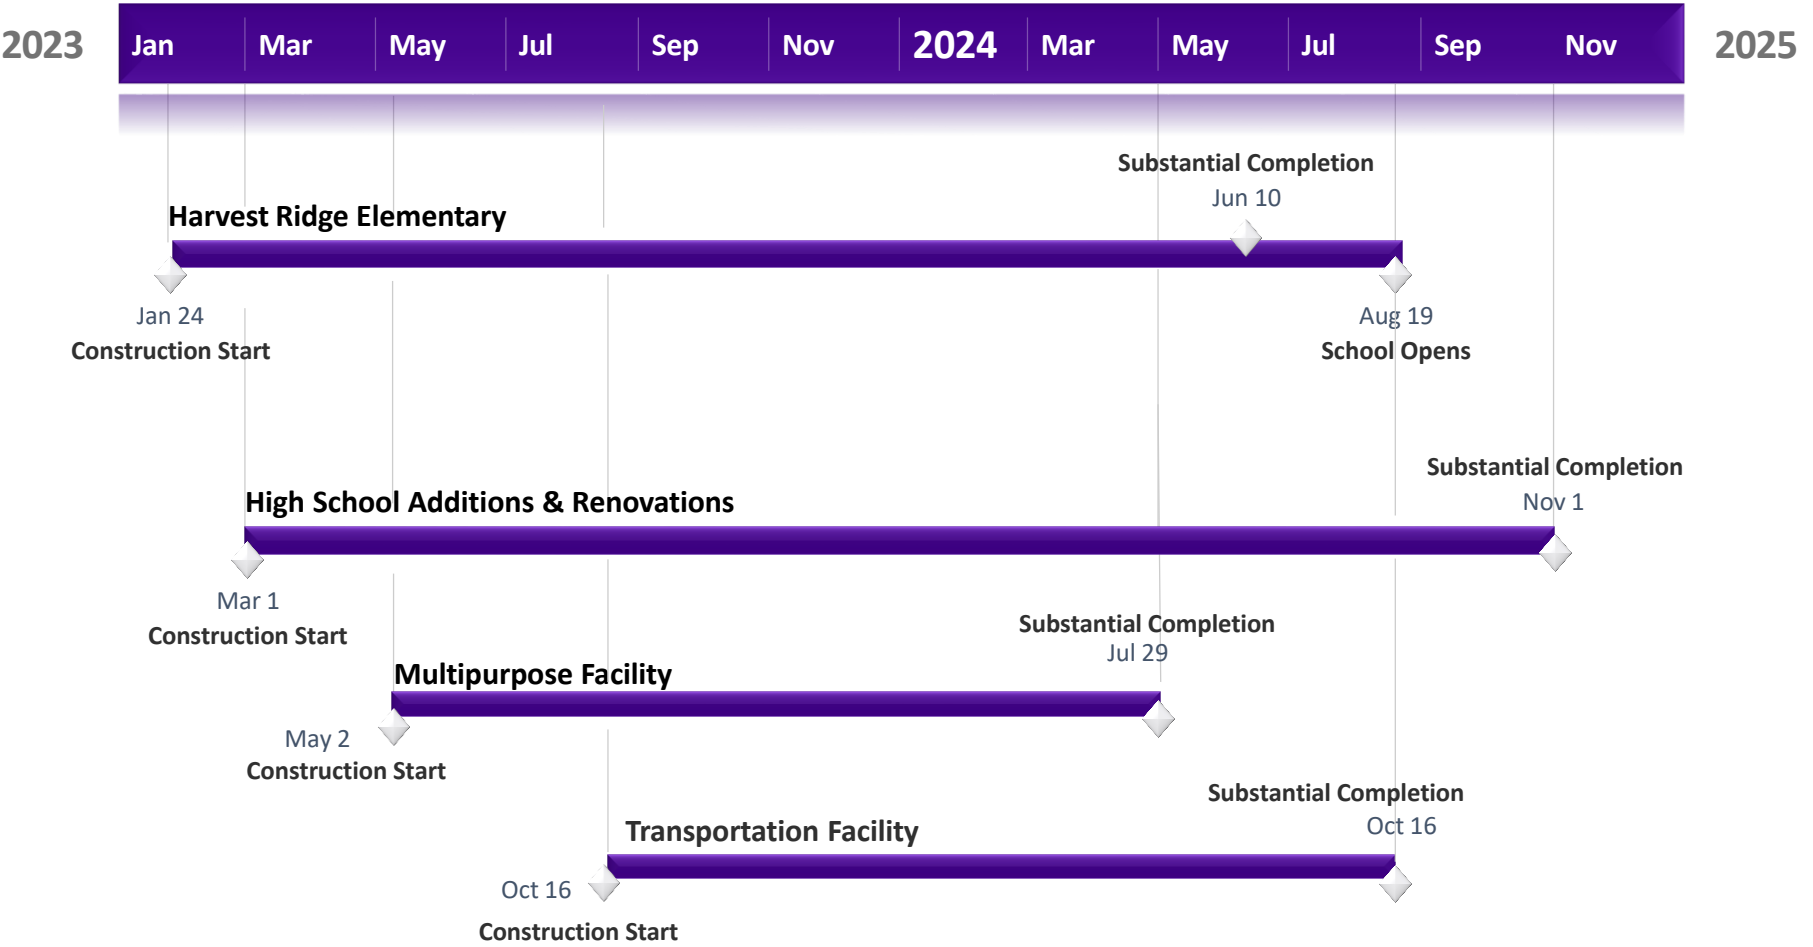 2023 Jan Mar May Jul Sep Nov 2024 Mar May Jul Sep Nov 2025
Substantial Completion
Jun 10
Harvest Ridge Elementary
Jan 24
Construction Start
Aug 19
School Opens
Substantial Completion
Nov 1
High School Additions & Renovations
Mar 1
Construction Start
Substantial Completion
Jul 29
Multipurpose Facility
May 2
Construction Start
Substantial Completion
Oct 16
Transportation Facility
Oct 16
Construction Start